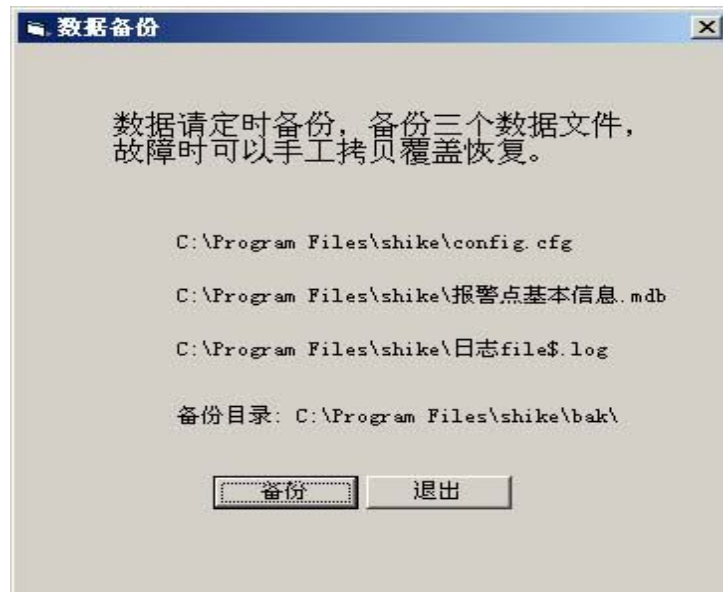 数据备份
数据请定时备份，备份三个数据文件，
故障时可以手工拷贝覆盖恢复。
C:\Program Files\shike\config.cfg
C:\Program Files\shike\报警点基本信息.mdb
C:\Program Files\shike\日志file$.log
备份目录: C:\Program Files\shike\bak\
备份 退出